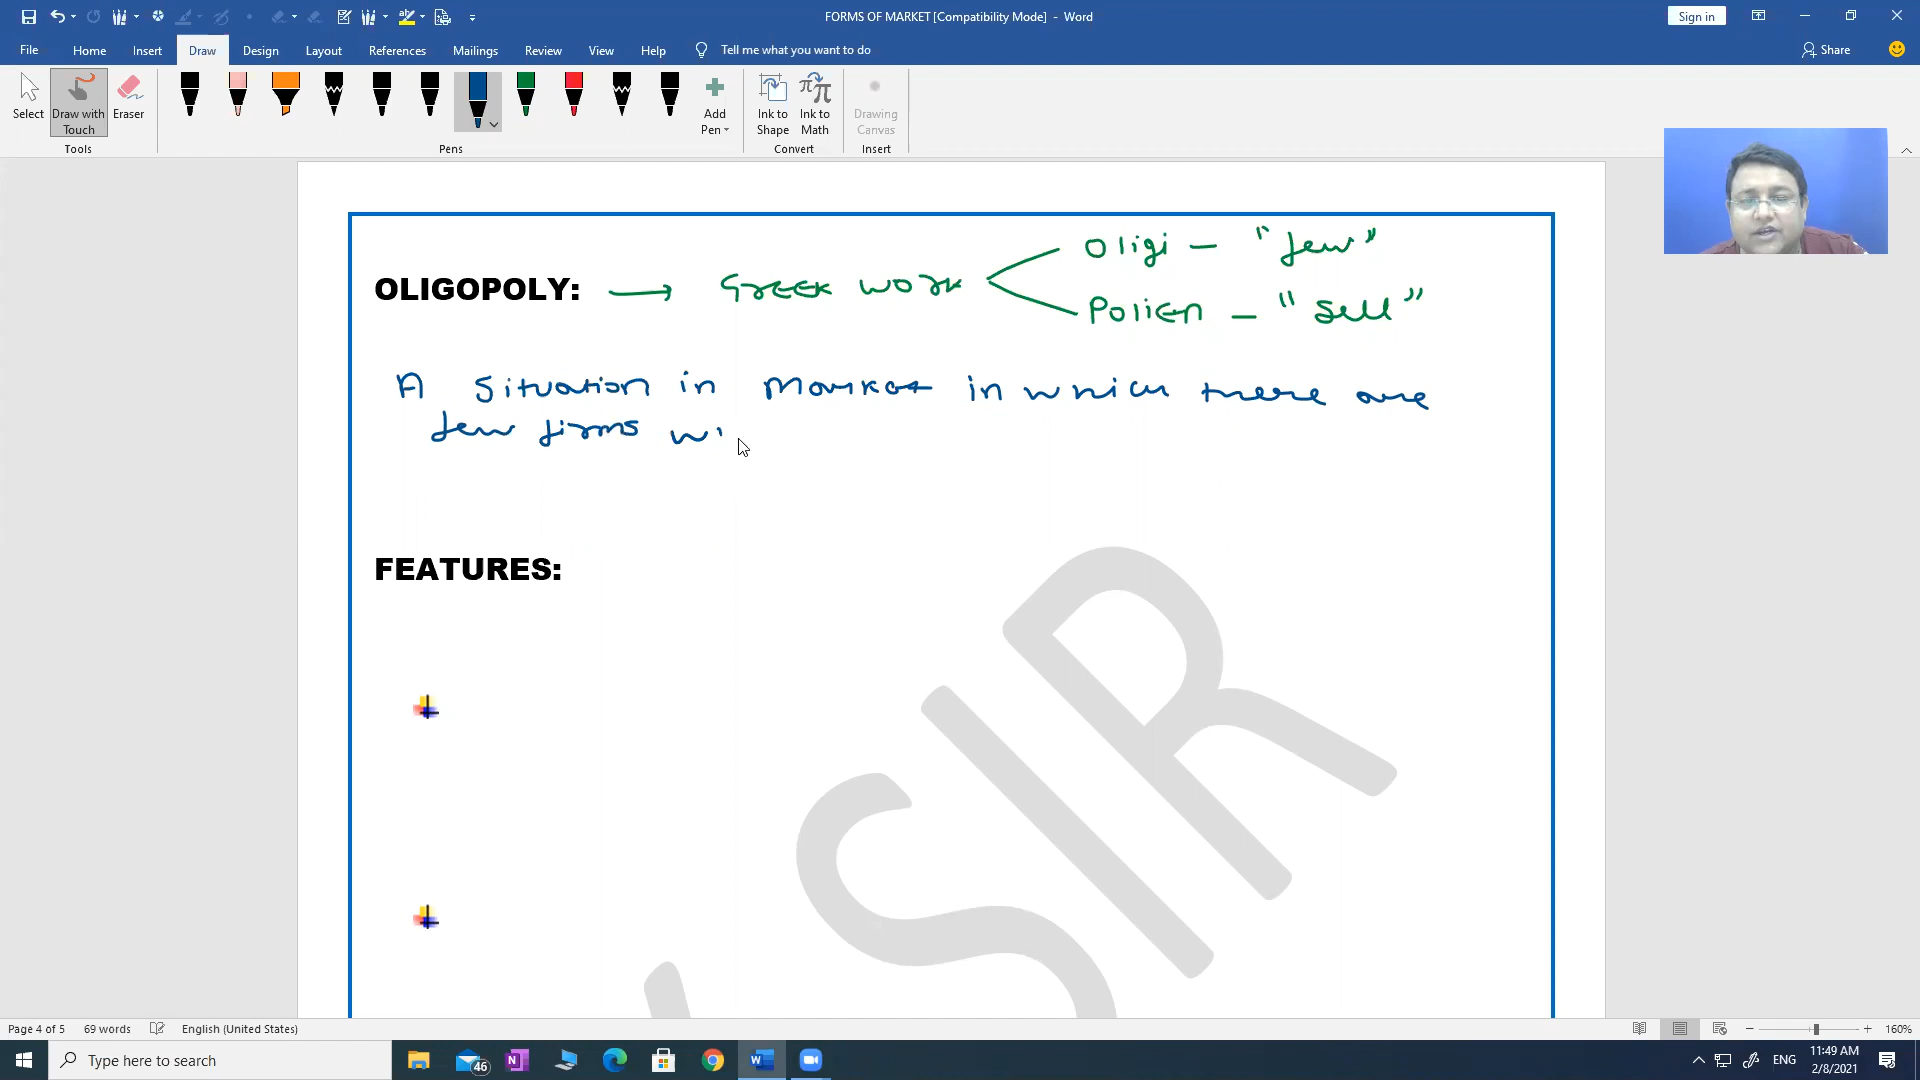 FORMS OF MARKET [Compatibility Mode] - Word
Sign in
File Home Insert Draw Design Layout References Mailings Review View Help Tell me what you want to do
Share
Select Draw with Touch Eraser
Add Pen
Ink to Shape Ink to Math
Drawing Canvas
Tools Pens Convert Insert
Oligi — "few"
OLIGOPOLY: → Greek work
Polien — "Sell"
A Situation in Market in which there are
few firms wi
FEATURES:
SIR
Page 4 of 5 69 words English (United States) 160%
Type here to search
46
ENG
11:49 AM
2/8/2021